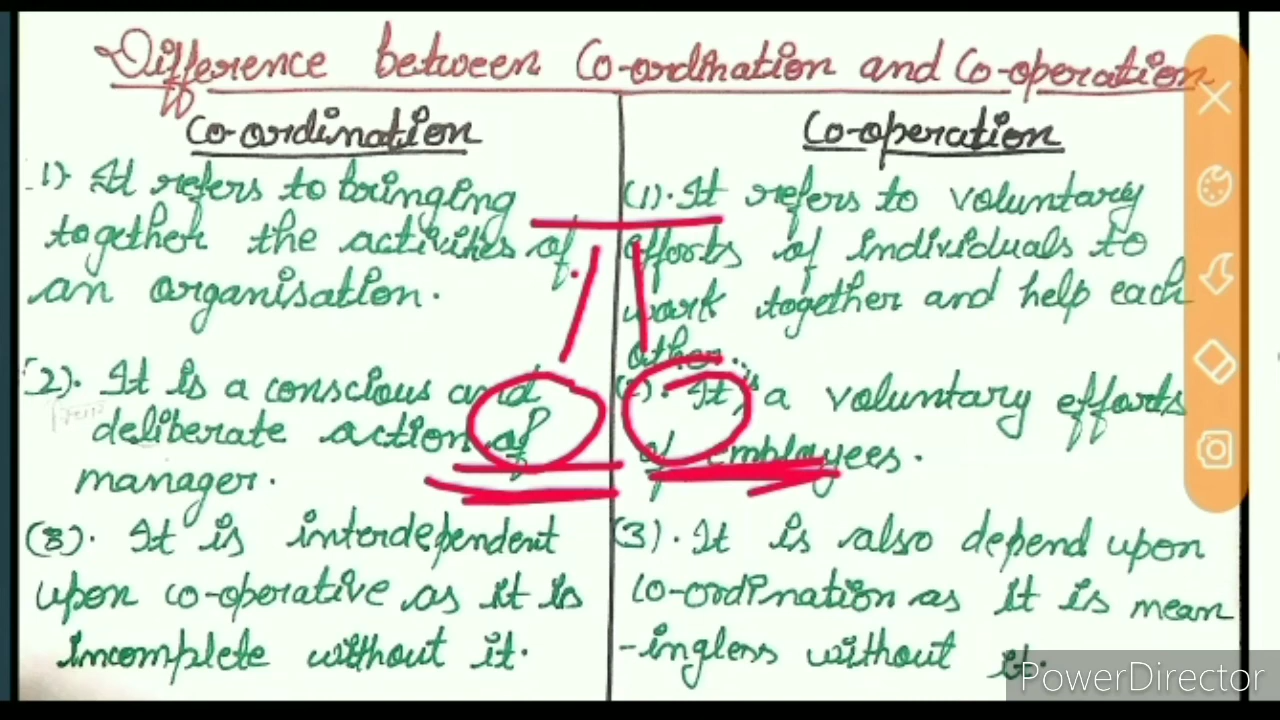 Difference between Co-ordination and Co-operation
Co-ordination
1). It refers to bringing
together the activites of
an organisation.
(2). It is a conscious and
deliberate action of
manager.
(3). It is interdependent
upon co-operative as it is
incomplete without it.
Co-operation
(1). It refers to voluntary
efforts of individuals to
work together and help each
other.
(2). It is a voluntary efforts
of employees.
(3). It is also depend upon
co-ordination as it is mean
-ingless without it.
PowerDirector